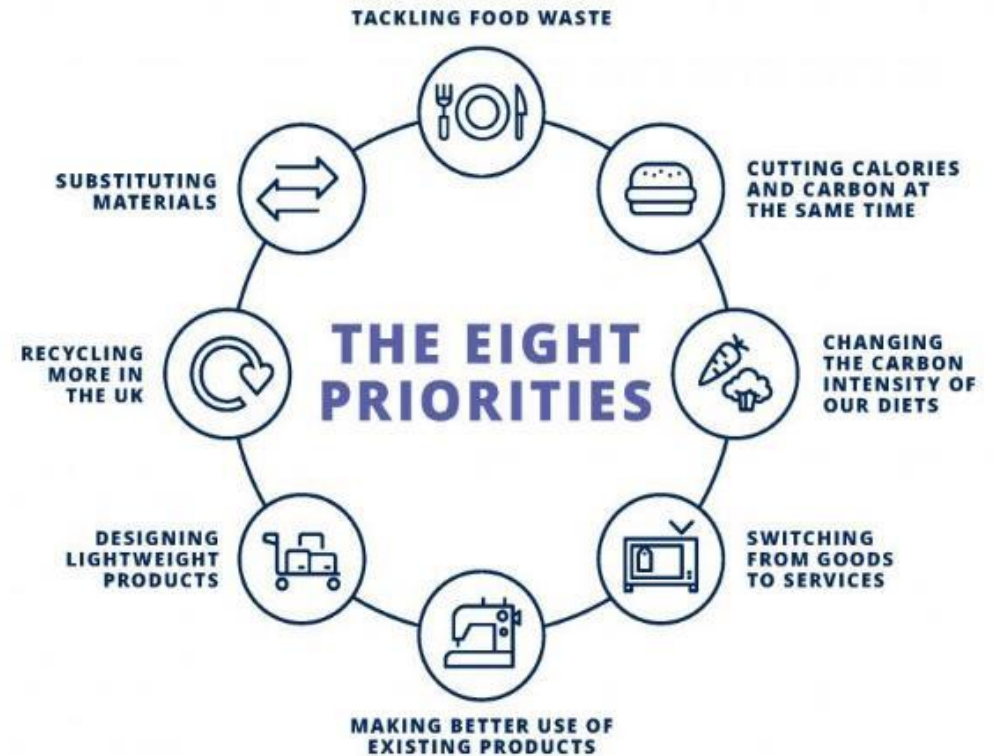 TACKLING FOOD WASTE
CUTTING CALORIES
AND CARBON AT
THE SAME TIME
CHANGING
THE CARBON
INTENSITY OF
OUR DIETS
SWITCHING
FROM GOODS
TO SERVICES
MAKING BETTER USE OF
EXISTING PRODUCTS
DESIGNING
LIGHTWEIGHT
PRODUCTS
RECYCLING
MORE IN
THE UK
SUBSTITUTING
MATERIALS
THE EIGHT
PRIORITIES